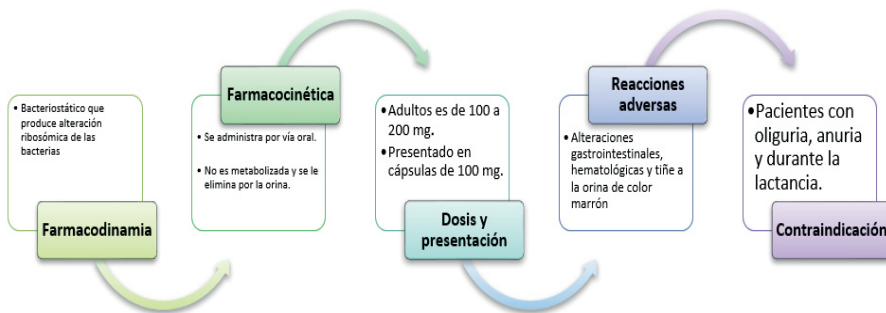 • Bacteriostático que
produce alteración
ribosómica de las
bacterias
Farmacodinamia
Farmacocinética
• Se administra por vía oral.
• No es metabolizada y se le
elimina por la orina.
•Adultos es de 100 a
200 mg.
•Presentado en
cápsulas de 100 mg.
Dosis y
presentación
Reacciones
adversas
• Alteraciones
gastrointestinales,
hematológicas y tiñe a
la orina de color
marrón
•Pacientes con
oliguria, anuria
y durante la
lactancia.
Contraindicación